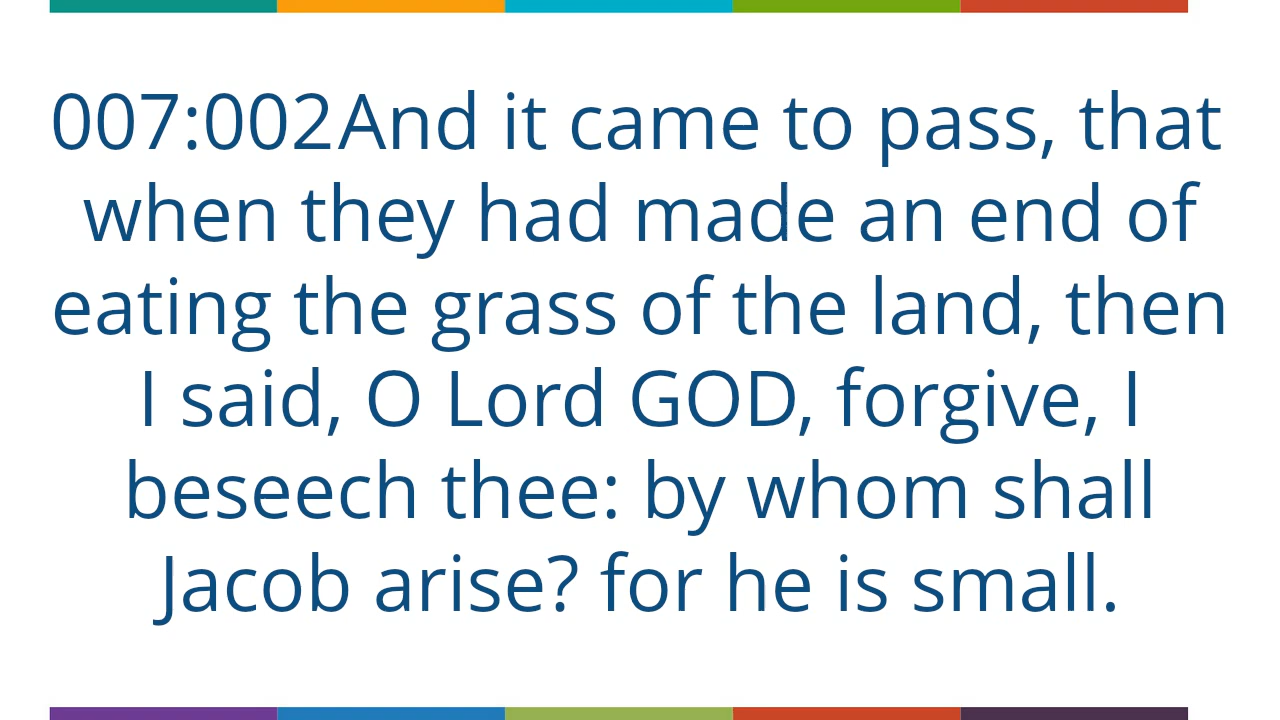 007:002And it came to pass, that
when they had made an end of
eating the grass of the land, then
I said, O Lord GOD, forgive, I
beseech thee: by whom shall
Jacob arise? for he is small.